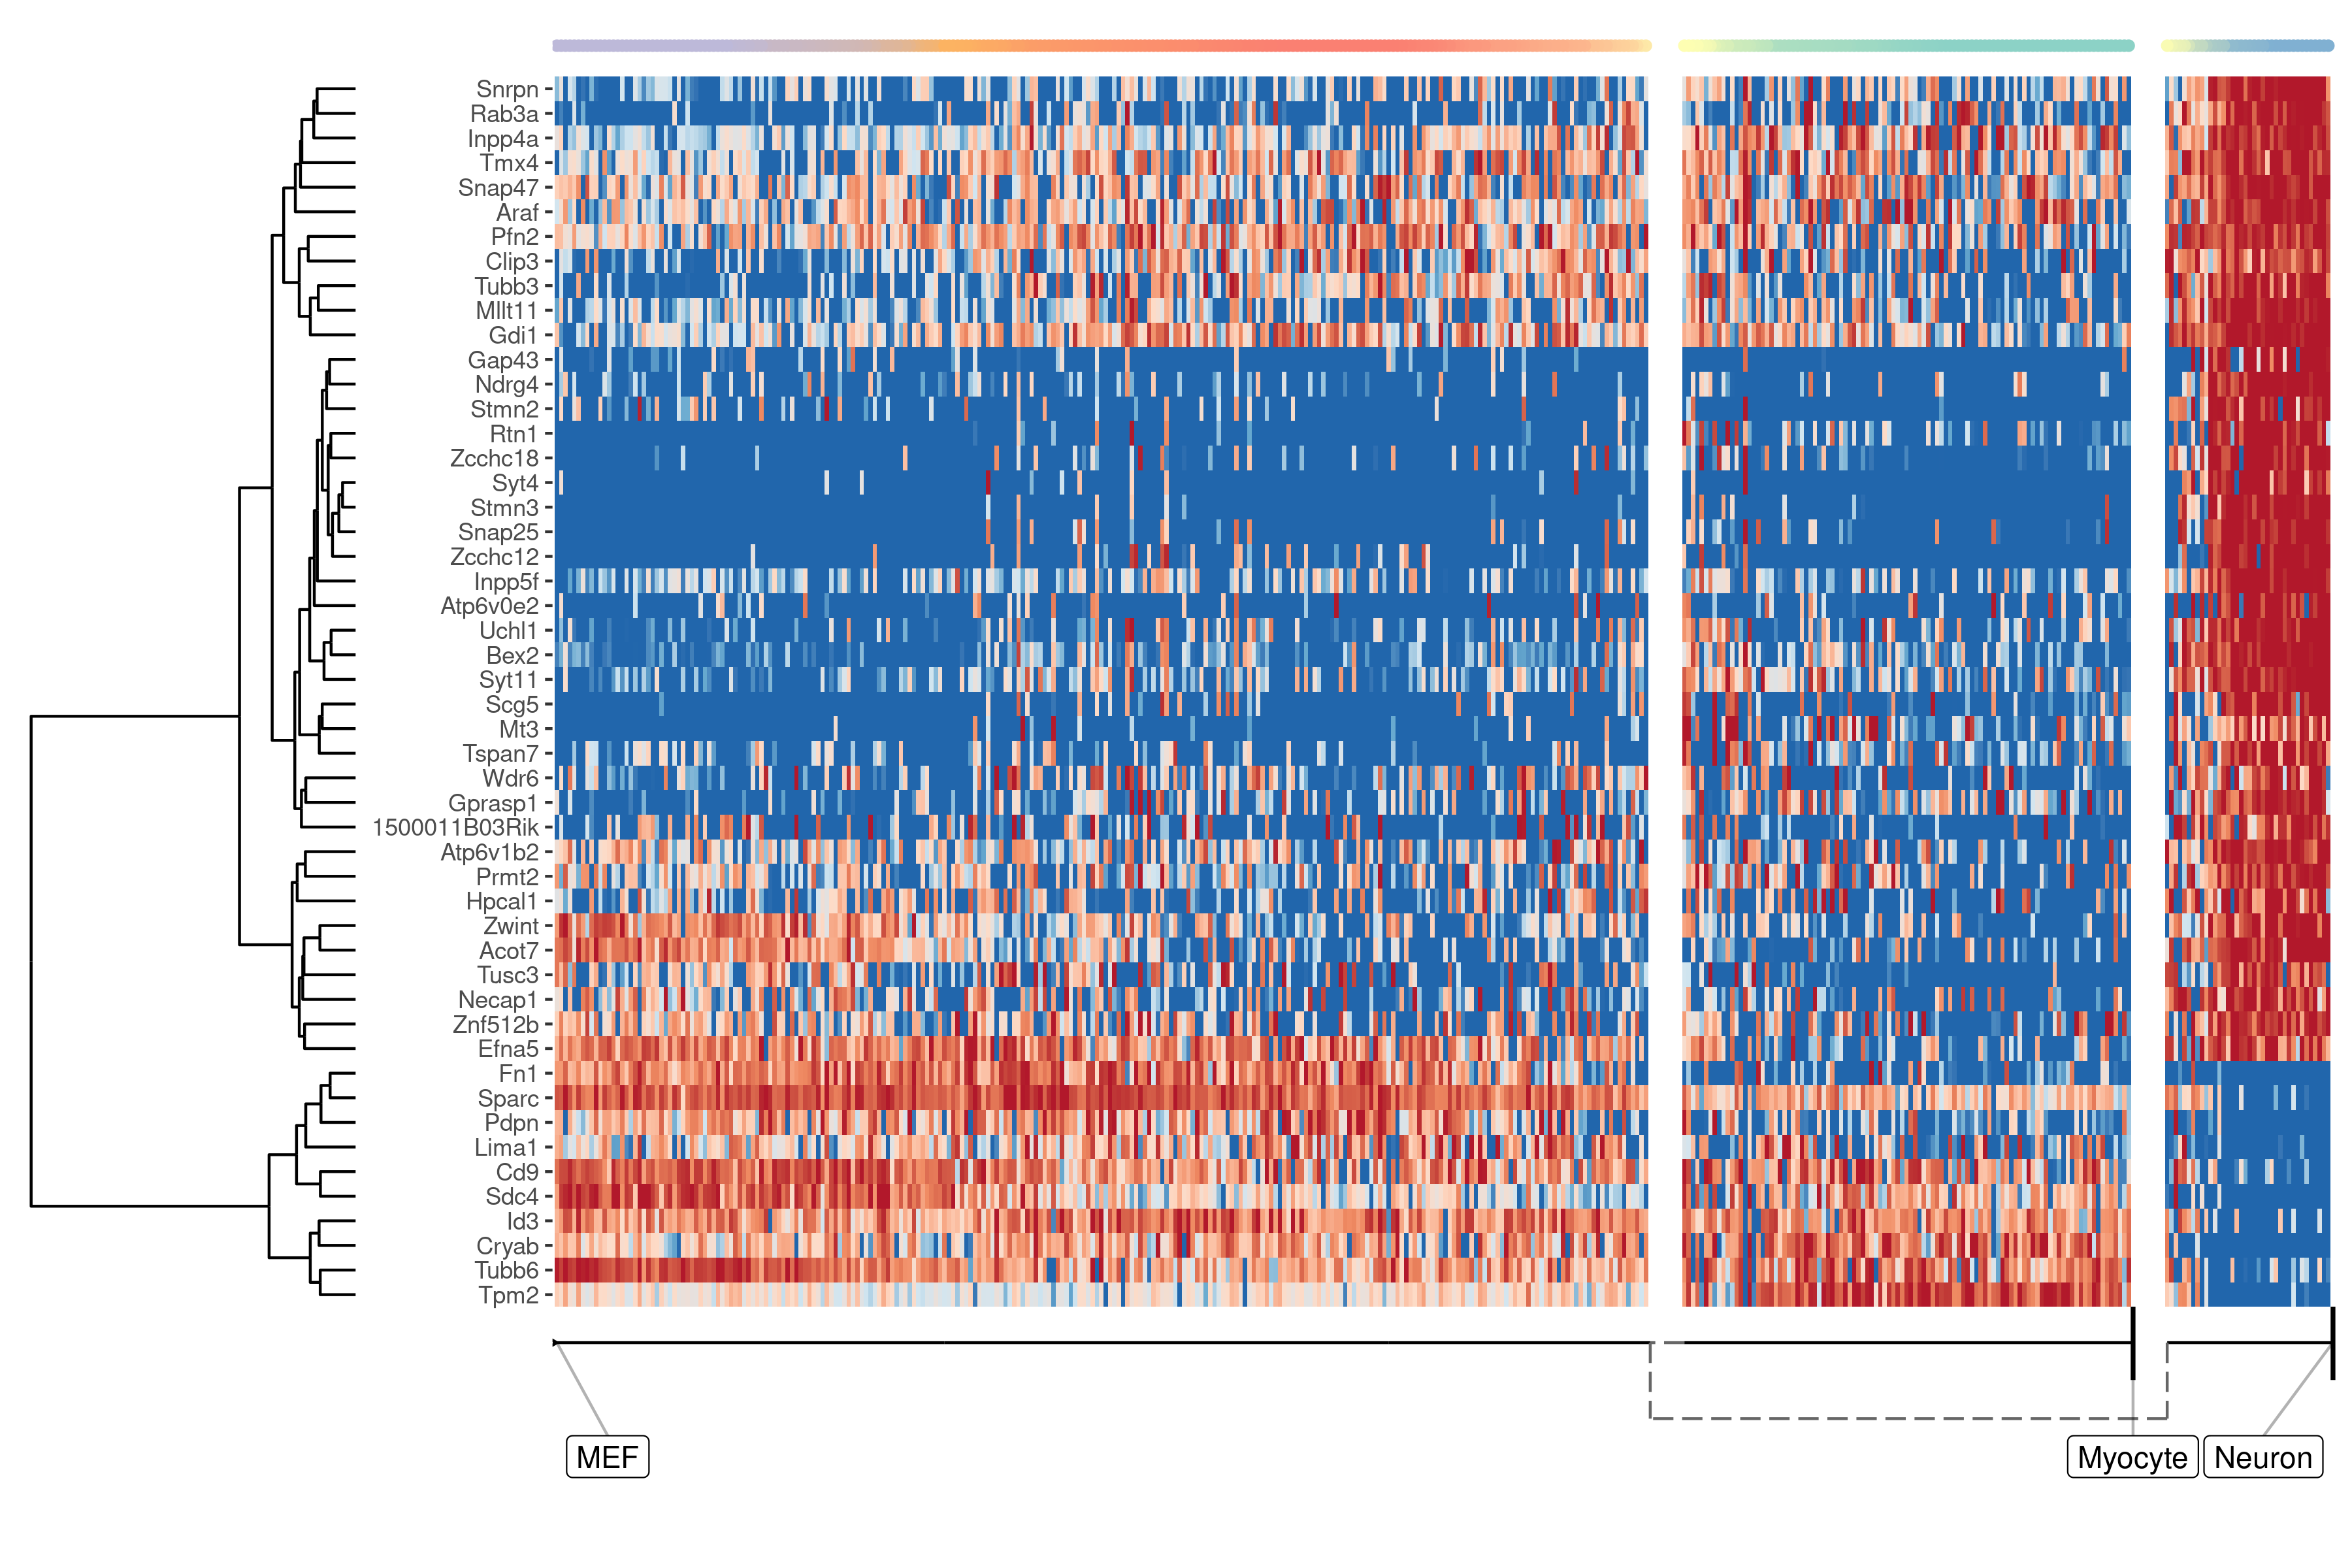 Snrpn
Rab3a
Inpp4a
Tmx4
Snap47
Araf
Pfn2
Clip3
Tubb3
Mllt11
Gdi1
Gap43
Ndrg4
Stmn2
Rtn1
Zcchc18
Syt4
Stmn3
Snap25
Zcchc12
Inpp5f
Atp6v0e2
Uchl1
Bex2
Syt11
Scg5
Mt3
Tspan7
Wdr6
Gprasp1
1500011B03Rik
Atp6v1b2
Prmt2
Hpcal1
Zwint
Acot7
Tusc3
Necap1
Znf512b
Efna5
Fn1
Sparc
Pdpn
Lima1
Cd9
Sdc4
Id3
Cryab
Tubb6
Tpm2
MEF Myocyte Neuron